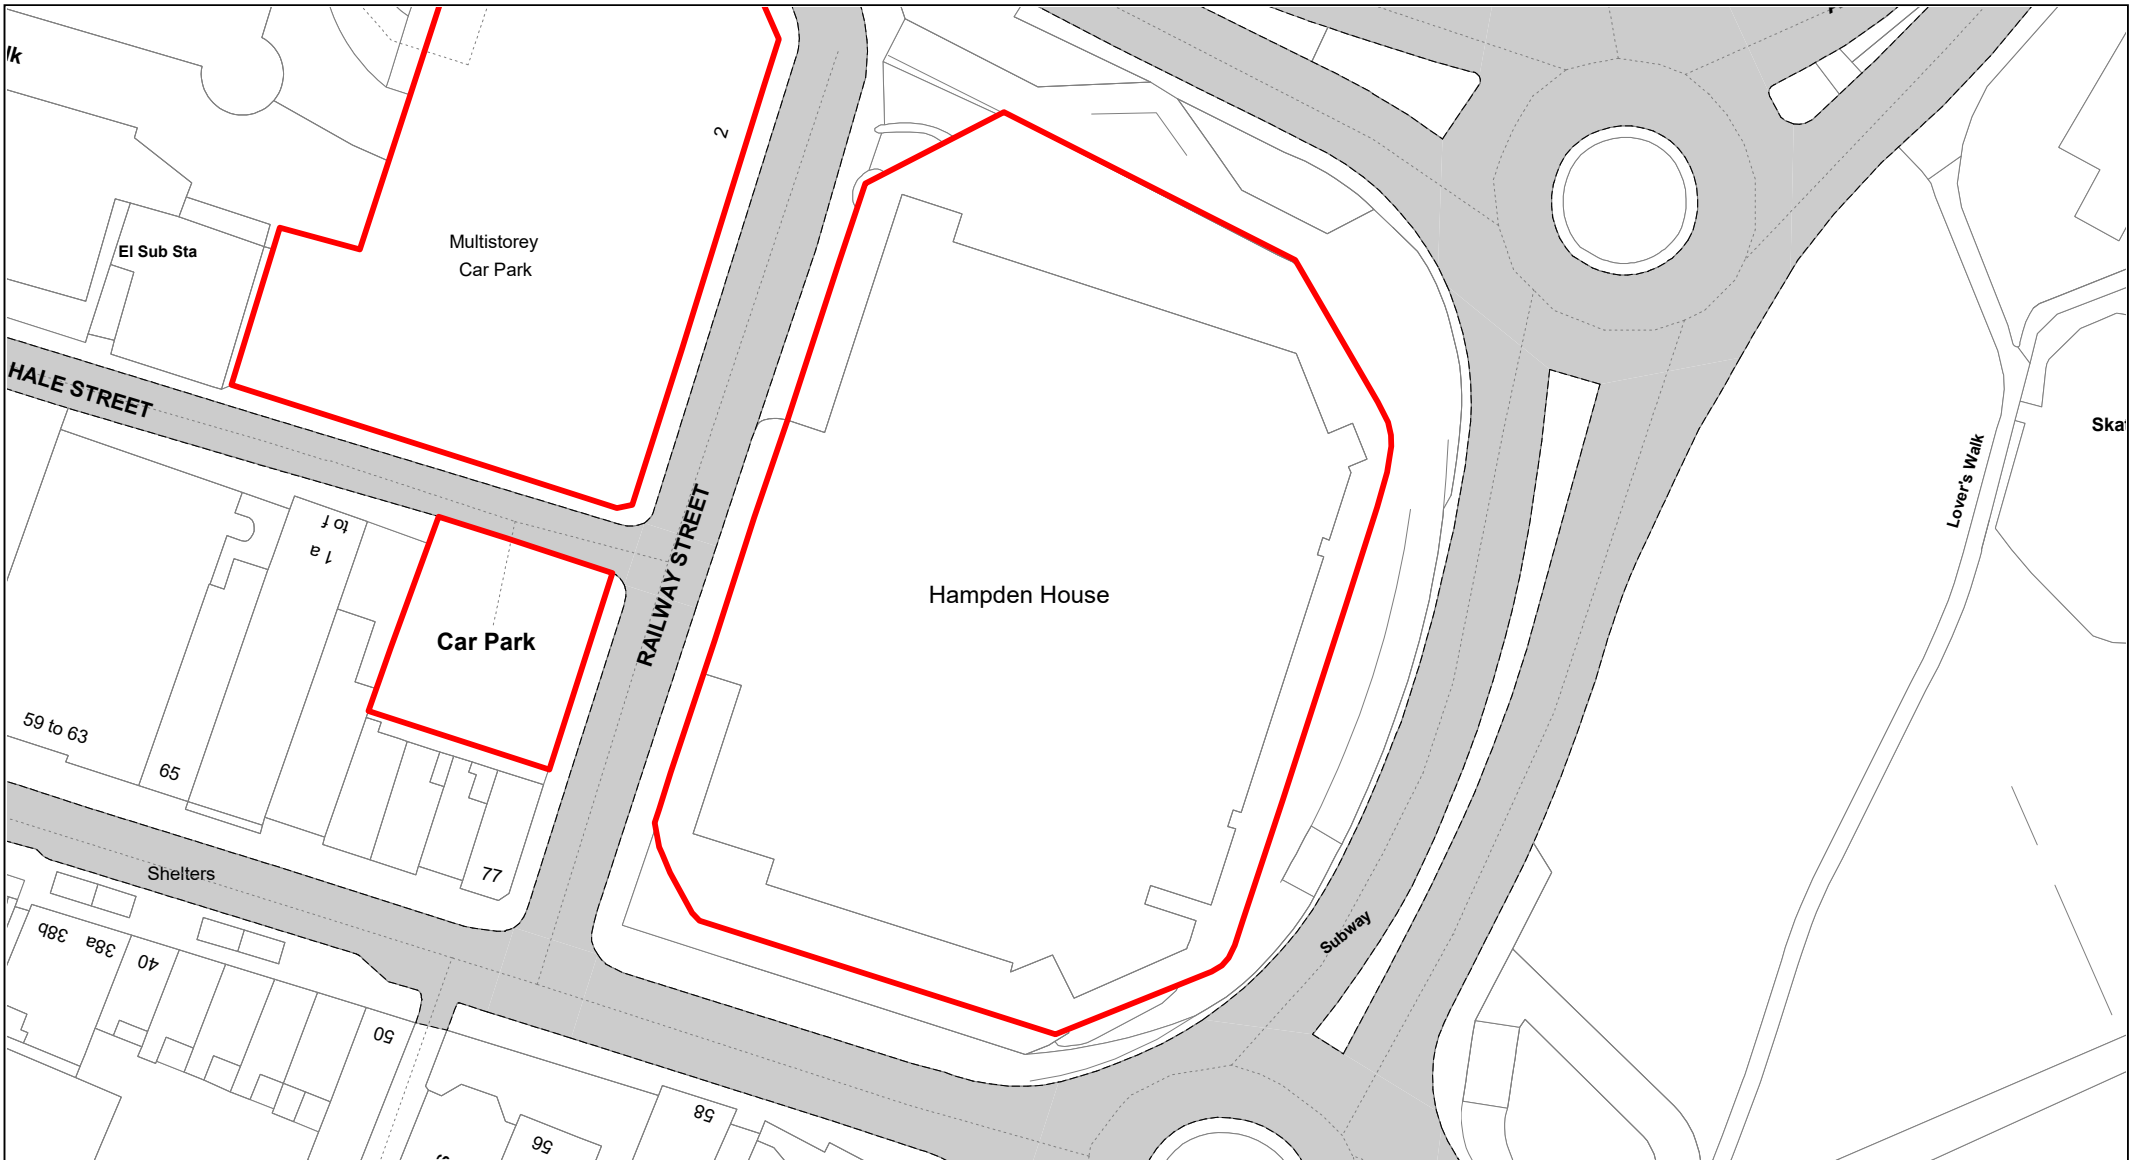 lk
2
Multistorey
Car Park
El Sub Sta
HALE STREET
RAILWAY STREET
Hampden House
1 a
to f
Car Park
59 to 63
65
77
Shelters
38b
38a
40
50
56
58
Subway
Lover's Walk
Ska